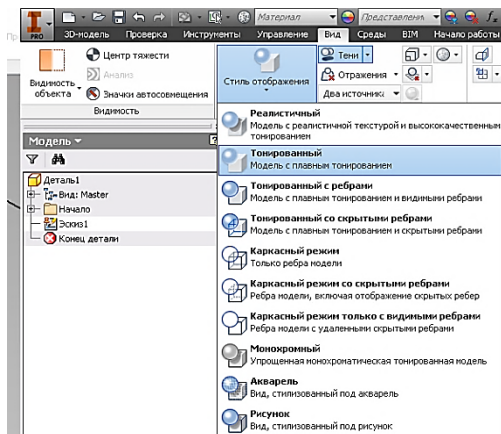 PRO
Материал
Представлени
3D-модель Проверка Инструменты Управление Вид Среды BIM Начало работы
Видимость объекта
Центр тяжести
Анализ
Значки автосовмещения
Видимость
Стиль отображения
Тени
Отражения
Два источник
Модель
Деталь1
Вид: Master
Начало
Эскиз1
Конец детали
Реалистичный
Модель с реалистичной текстурой и высококачественным
тонированием
Тонированный
Модель с плавным тонированием
Тонированный с ребрами
Модель с плавным тонированием и видимыми ребрами
Тонированный со скрытыми ребрами
Модель с плавным тонированием и скрытыми ребрами
Каркасный режим
Только ребра модели
Каркасный режим со скрытыми ребрами
Ребра модели, включая отображение скрытых ребер
Каркасный режим только с видимыми ребрами
Ребра модели с удаленными скрытыми ребрами
Монохромный
Упрощенная монохроматическая тонированная модель
Акварель
Вид, стилизованный под акварель
Рисунок
Вид, стилизованный под рисунок